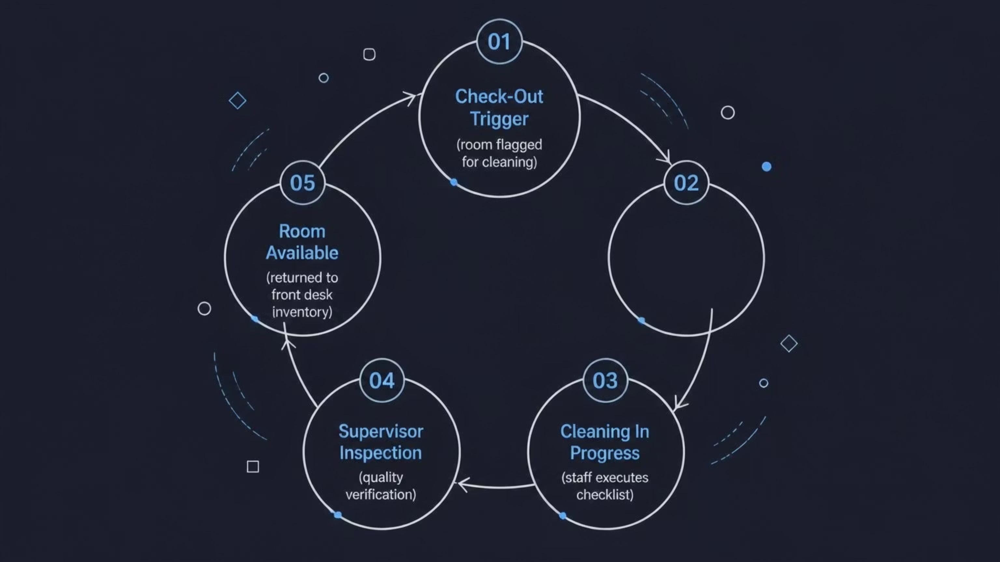 01
Check-Out
Trigger
(room flagged
for cleaning)
02
03
Cleaning In
Progress
(staff executes
checklist)
04
Supervisor
Inspection
(quality
verification)
05
Room
Available
(returned to
front desk
inventory)